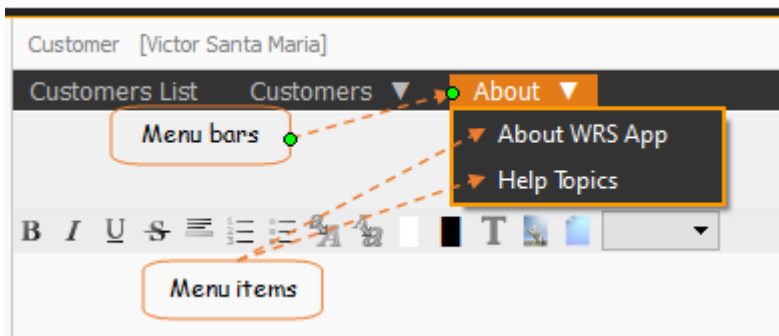 Customer [Victor Santa Maria]
Customers List Customers ▼ About ▼
Menu bars
About WRS App
Help Topics
B I U S T
Menu items